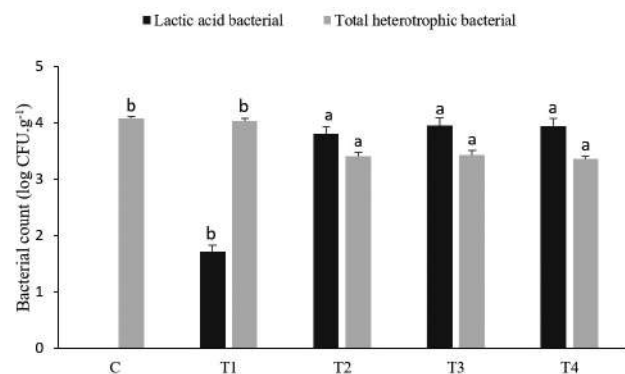 Lactic acid bacterial Total heterotrophic bacterial
Bacterial count (log CFU.g-1)
5
4
3
2
1
0
b
b
b
a
a
a
a
a
a
C T1 T2 T3 T4